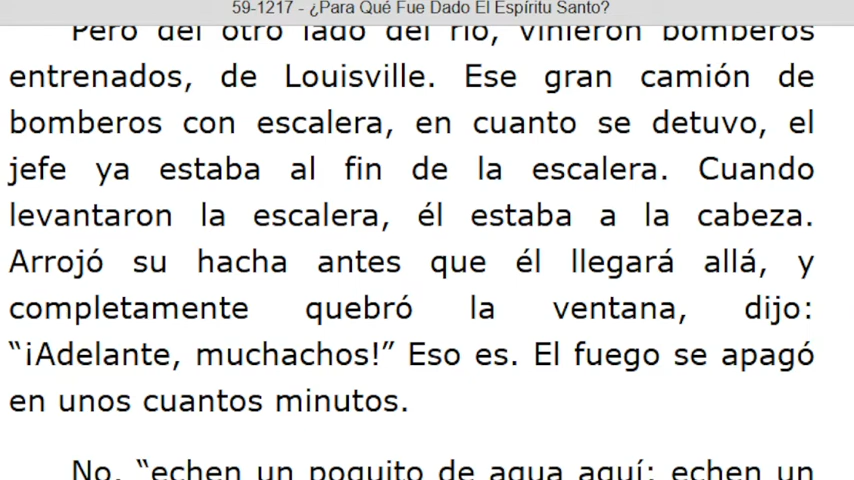 59-1217 - ¿Para Qué Fue Dado El Espíritu Santo?
Pero del otro lado del río, vinieron bomberos
entrenados, de Louisville. Ese gran camión de
bomberos con escalera, en cuanto se detuvo, el
jefe ya estaba al fin de la escalera. Cuando
levantaron la escalera, él estaba a la cabeza.
Arrojó su hacha antes que él llegará allá, y
completamente quebró la ventana, dijo:
“¡Adelante, muchachos!” Eso es. El fuego se apagó
en unos cuantos minutos.
No, “echen un poquito de agua aquí; echen un